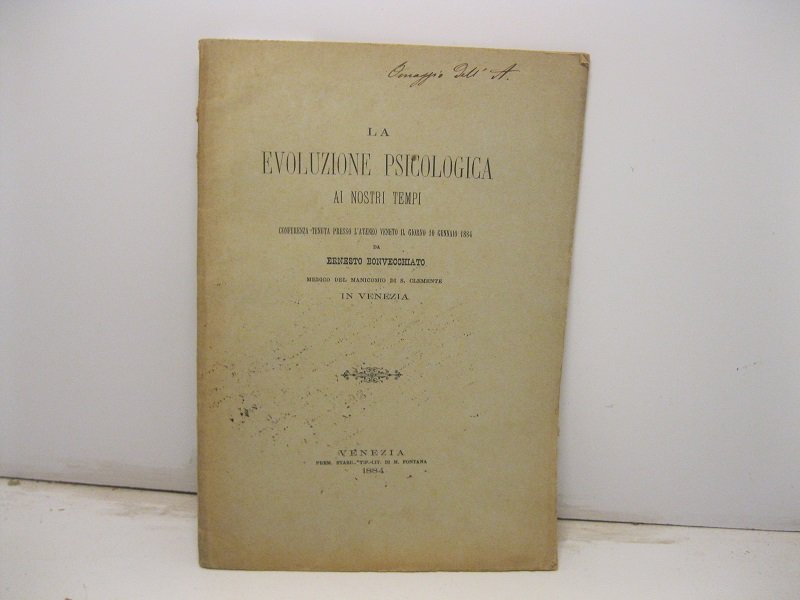 Omaggio dell' A.
LA
EVOLUZIONE PSICOLOGICA
AI NOSTRI TEMPI
CONFERENZA TENUTA PRESSO L'ATENEO VENETO IL GIORNO 10 GENNAIO 1884
DA
ERNESTO BONVECCHIATO
MEDICO DEL MANICOMIO DI S. CLEMENTE
IN VENEZIA
VENEZIA
PREM. STABIL. TIP.-LIT. DI M. FONTANA
1884